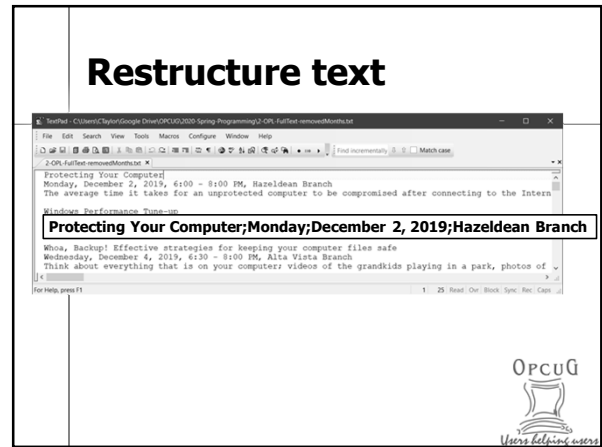 Restructure text
TextPad - C:\Users\CTaylor\Google Drive\OPCUG\2020-Spring-Programming\2-OPL-FullText-removedMonths.txt
File Edit Search View Tools Macros Configure Window Help
Find incrementally Match case
2-OPL-FullText-removedMonths.txt
Protecting Your Computer
Monday, December 2, 2019, 6:00 - 8:00 PM, Hazeldean Branch
The average time it takes for an unprotected computer to be compromised after connecting to the Intern
Windows Performance Tune-up
Protecting Your Computer;Monday;December 2, 2019;Hazeldean Branch
Whoa, Backup! Effective strategies for keeping your computer files safe
Wednesday, December 4, 2019, 6:30 - 8:00 PM, Alta Vista Branch
Think about everything that is on your computer: videos of the grandkids playing in a park, photos of
For Help, press F1
1 25 Read Ovr Block Sync Rec Caps
OPCUG
Users helping users